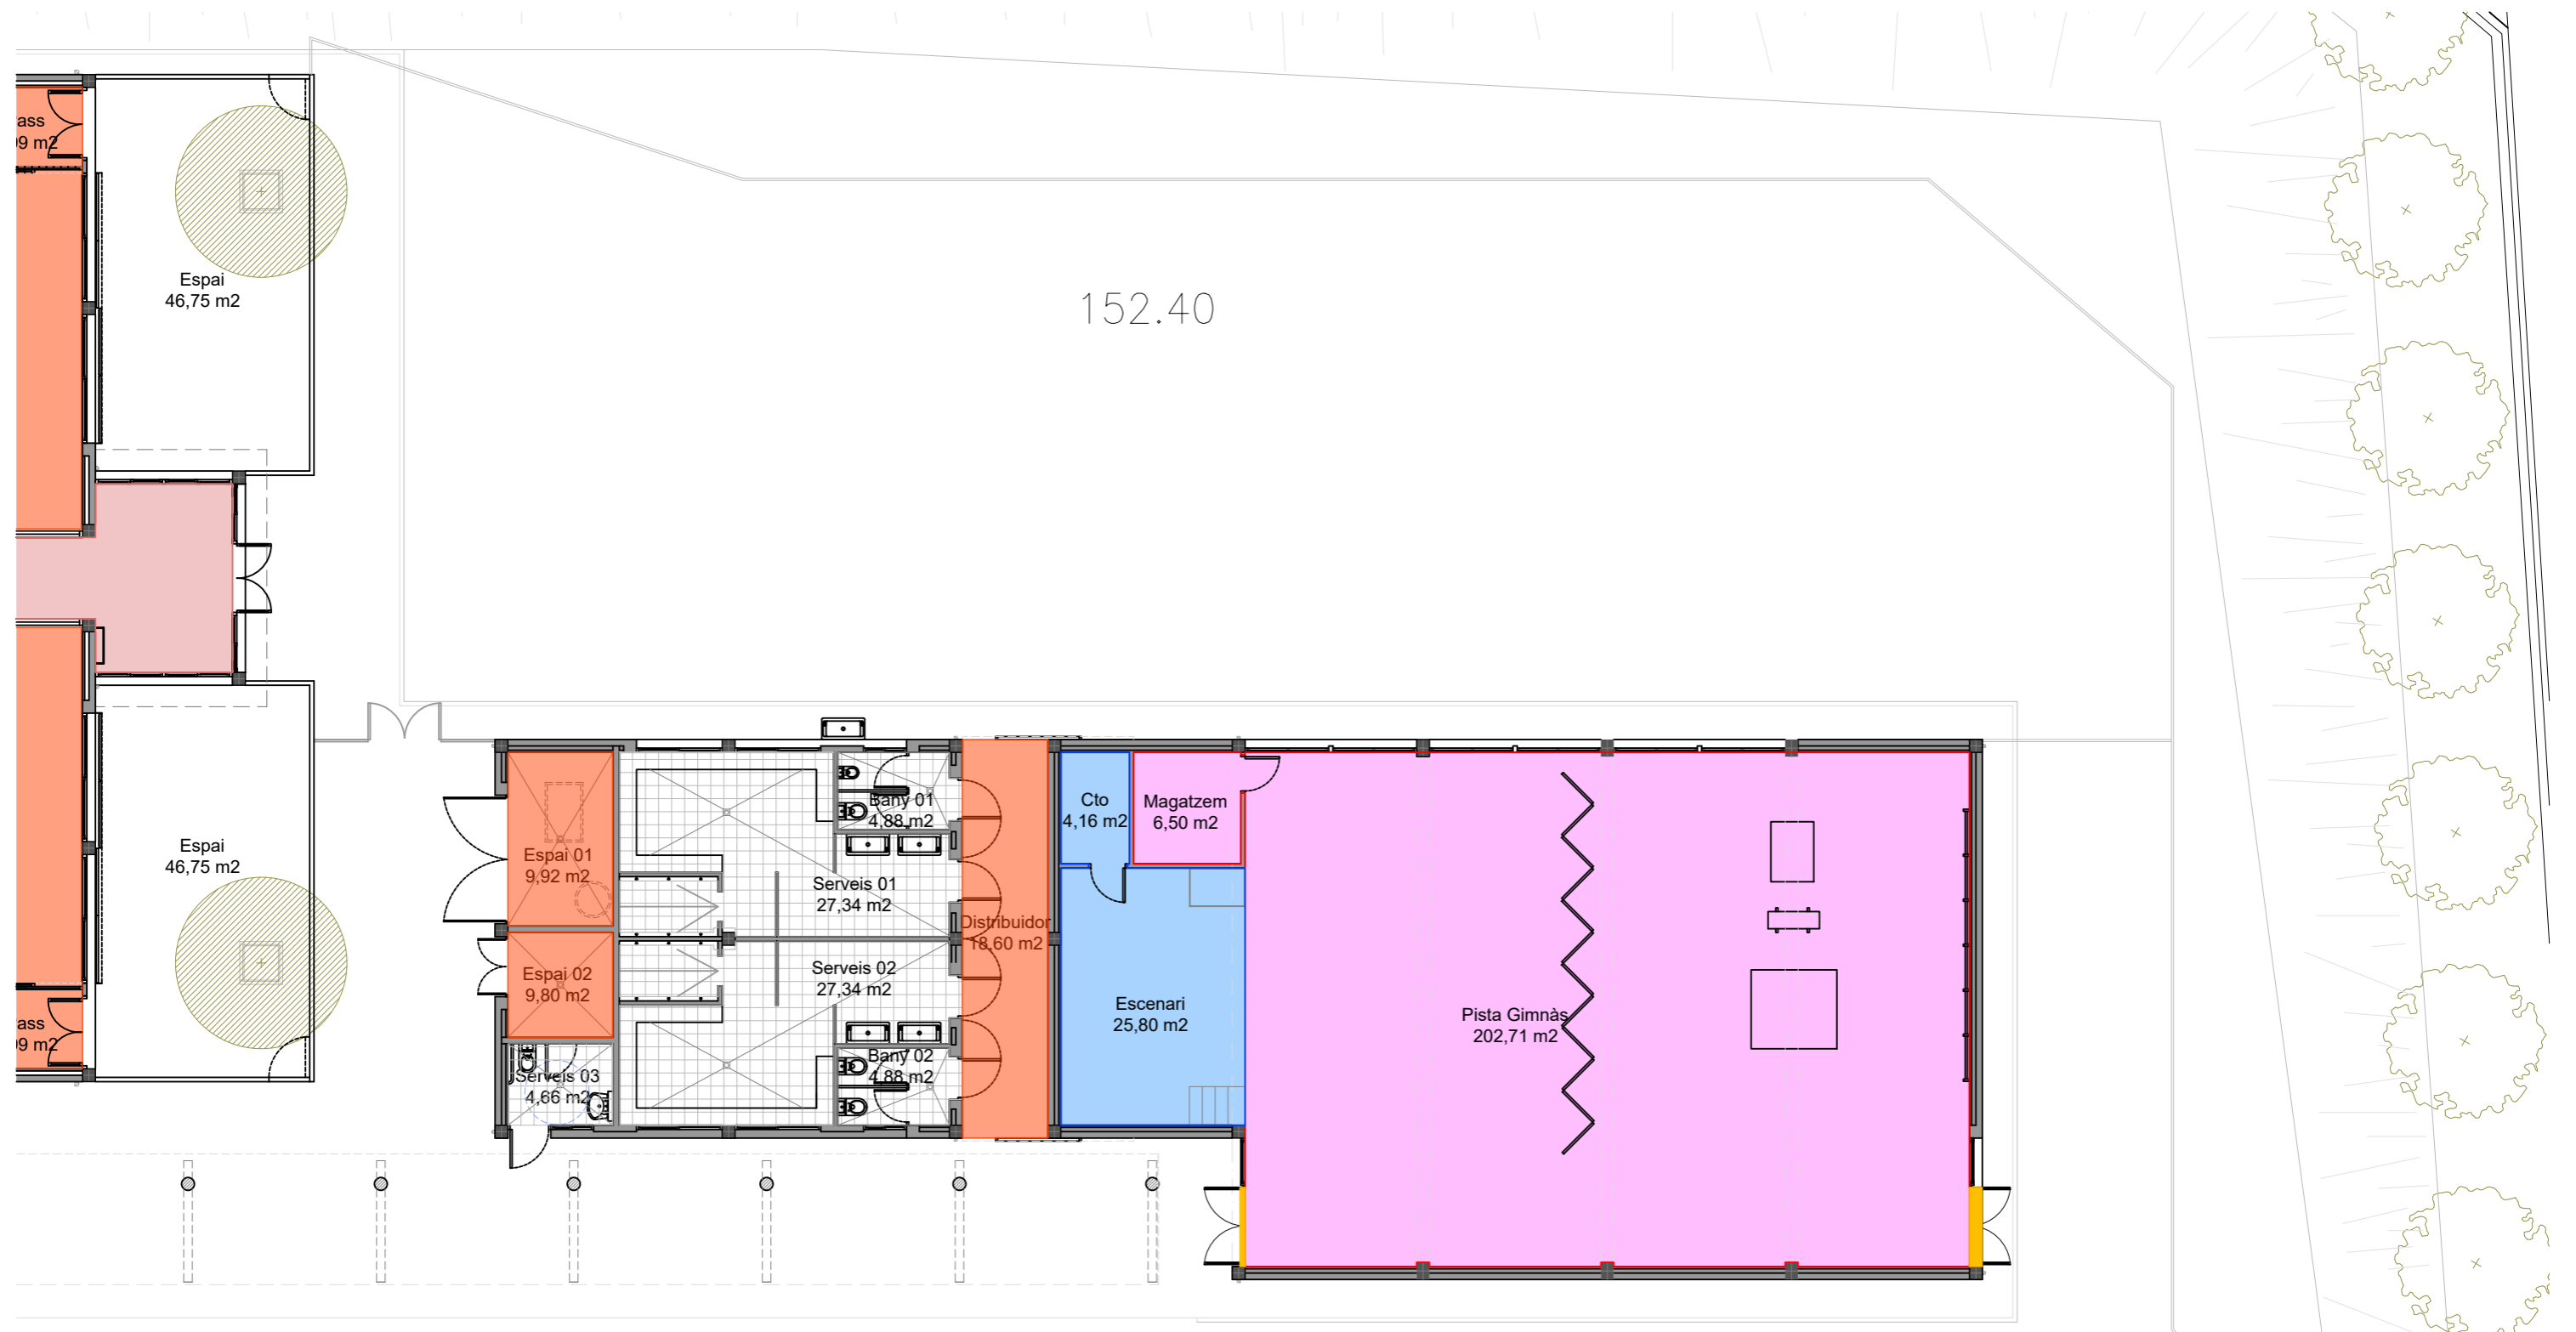 ass
99 m2
Espai
46,75 m2
152.40
Espai
46,75 m2
ass
99 m2
Espai 01
9,92 m2
Espai 02
9,80 m2
Serveis 03
4,66 m2
Bany 01
4,88 m2
Serveis 01
27,34 m2
Serveis 02
27,34 m2
Bany 02
4,88 m2
Distribuidor
18,60 m2
Cto
4,16 m2
Magatzem
6,50 m2
Escenari
25,80 m2
Pista Gimnàs
202,71 m2